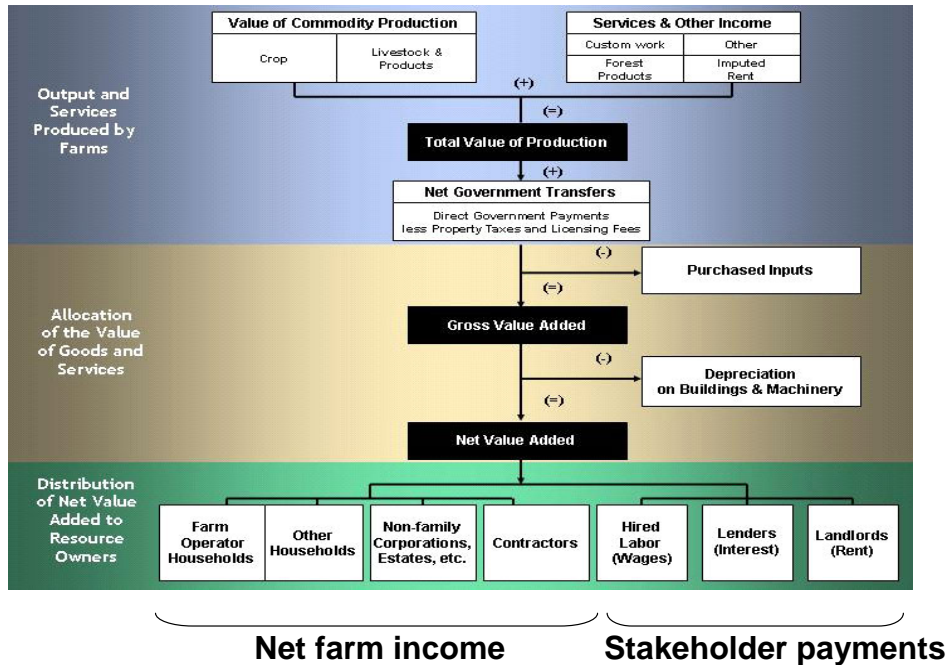 Value of Commodity Production
Crop
Livestock &
Products
Services & Other Income
Custom work
Other
Forest
Products
Imputed
Rent
Output and
Services
Produced by
Farms
(+)
(=)
Total Value of Production
(+)
Net Government Transfers
Direct Government Payments
less Property Taxes and Licensing Fees
Allocation
of the Value
of Goods and
Services
(-)
Purchased Inputs
(=)
Gross Value Added
(-)
Depreciation
on Buildings & Machinery
(=)
Net Value Added
Distribution
of Net Value
Added to
Resource
Owners
Farm
Operator
Households
Other
Households
Non-family
Corporations,
Estates, etc.
Contractors
Hired
Labor
(Wages)
Lenders
(Interest)
Landlords
(Rent)
Net farm income
Stakeholder payments